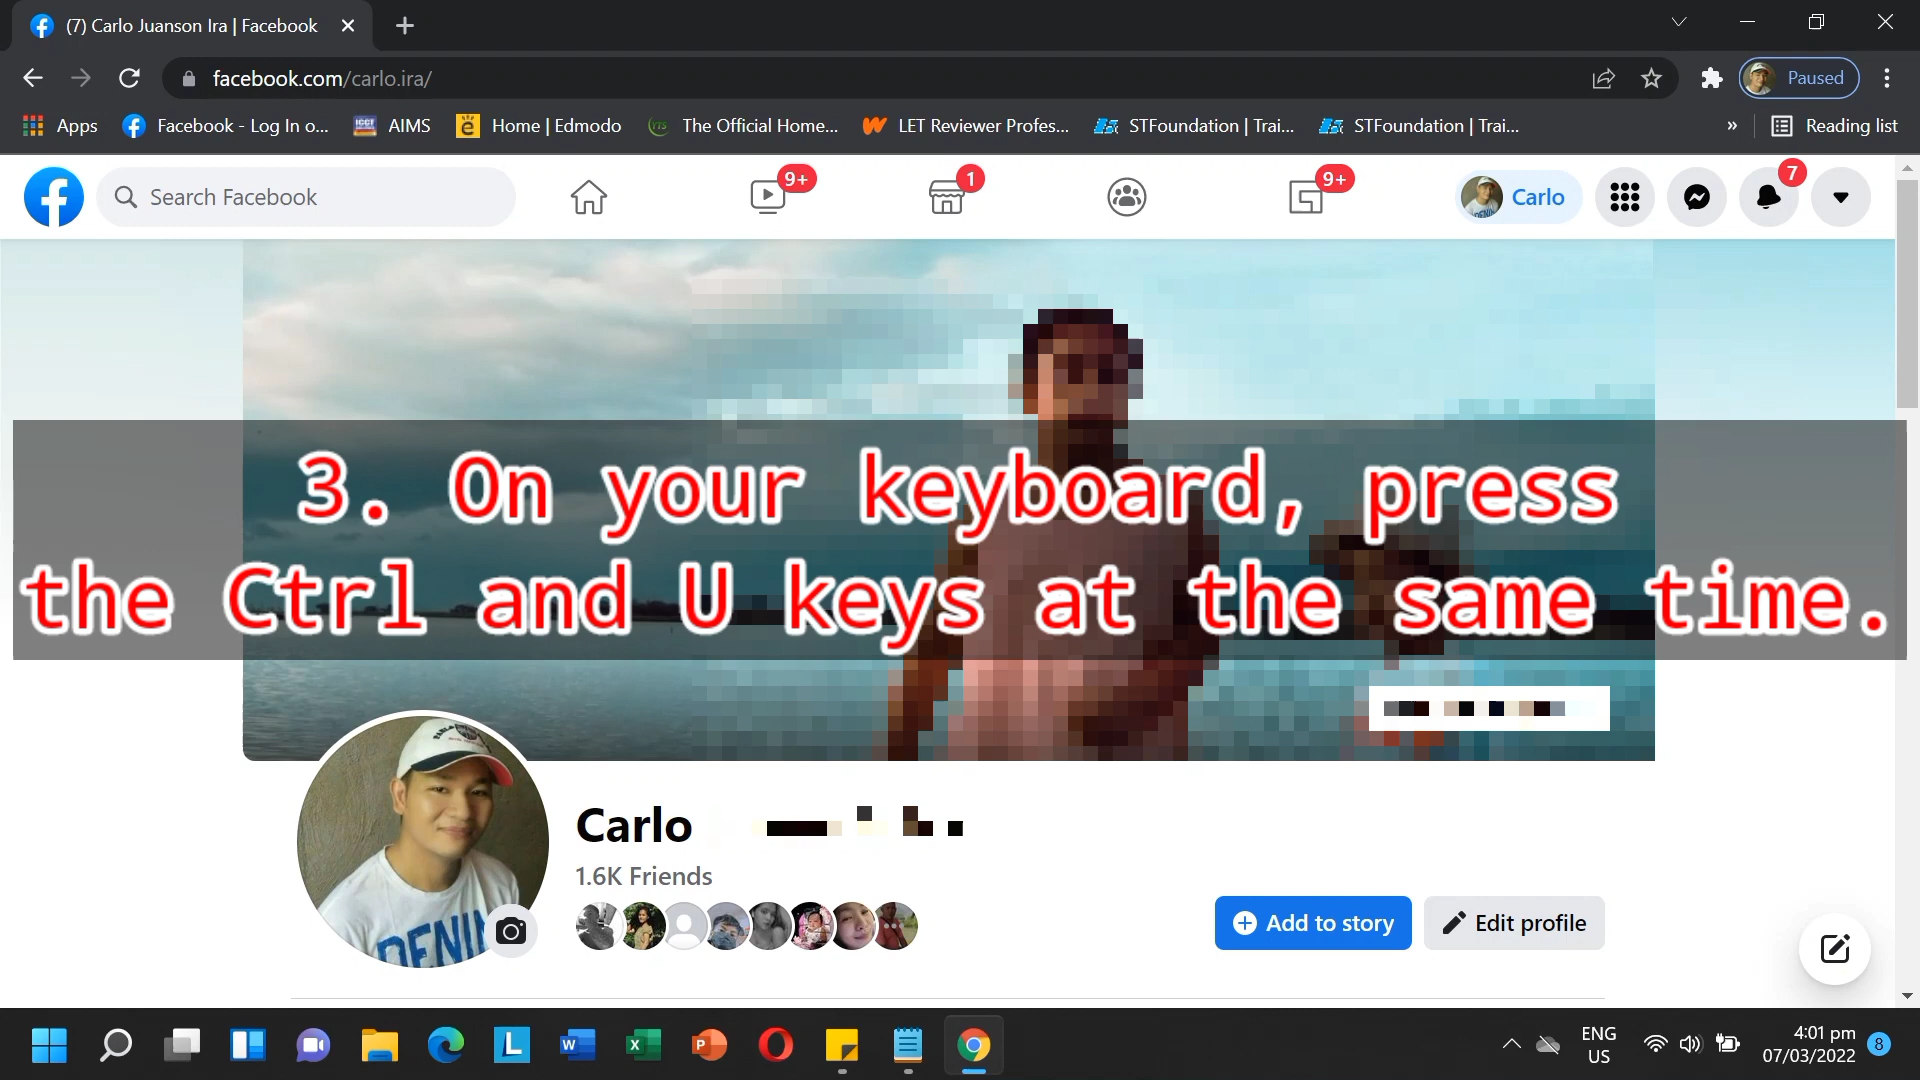 (7) Carlo Juanson Ira | Facebook
facebook.com/carlo.ira/
Paused
Apps
Facebook - Log In o...
AIMS
Home | Edmodo
The Official Home...
LET Reviewer Profes...
STFoundation | Trai...
STFoundation | Trai...
»
Reading list
Search Facebook
9+
1
9+
Carlo
7
3. On your keyboard, press
the Ctrl and U keys at the same time.
DENIM
Carlo
1.6K Friends
Add to story
Edit profile
ENG
US
4:01 pm
07/03/2022
8